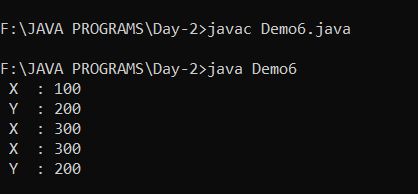 F:\JAVA PROGRAMS\Day-2>javac Demo6.java
F:\JAVA PROGRAMS\Day-2>java Demo6
X  : 100
Y  : 200
X  : 300
X  : 300
Y  : 200